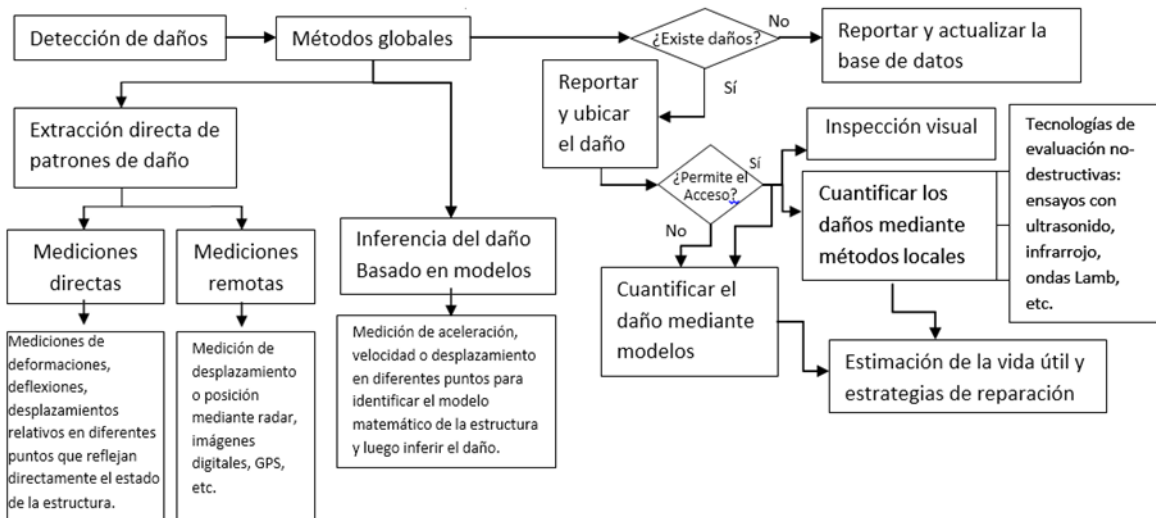 Detección de daños
Métodos globales
¿Existe daños?
No
Reportar y actualizar la
base de datos
Sí
Reportar
y ubicar
el daño
Extracción directa de
patrones de daño
Mediciones
directas
Mediciones
remotas
Inferencia del daño
Basado en modelos
Mediciones de
deformaciones,
deflexiones,
desplazamientos
relativos en diferentes
puntos que reflejan
directamente el estado
de la estructura.
Medición de
desplazamiento
o posición
mediante radar,
imágenes
digitales, GPS,
etc.
Medición de aceleración,
velocidad o desplazamiento
en diferentes puntos para
identificar el modelo
matemático de la estructura
y luego inferir el daño.
¿Permite el
Acceso?
Sí
No
Inspección visual
Cuantificar los
daños mediante
métodos locales
Tecnologías de
evaluación no-
destructivas:
ensayos con
ultrasonido,
infrarrojo,
ondas Lamb,
etc.
Cuantificar el
daño mediante
modelos
Estimación de la vida útil y
estrategias de reparación